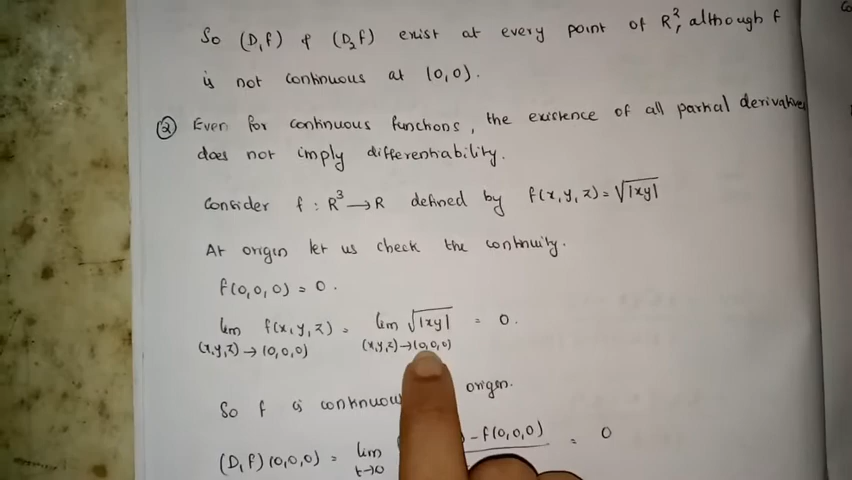 So (D₁f) & (D₂f) exist at every point of R², although f
is not continuous at (0,0).
② Even for continuous functions, the existence of all partial derivatives
does not imply differentiability.
Consider f : R³ → R defined by f(x,y,z) = √|xy|
At origin let us check the continuity.
f(0,0,0) = 0.
lim f(x,y,z) = lim √|xy| = 0.
(x,y,z) → (0,0,0) (x,y,z) → (0,0,0)
So f is continuous origin.
(D₁f)(0,0,0) = lim - f(0,0,0) = 0
t→0